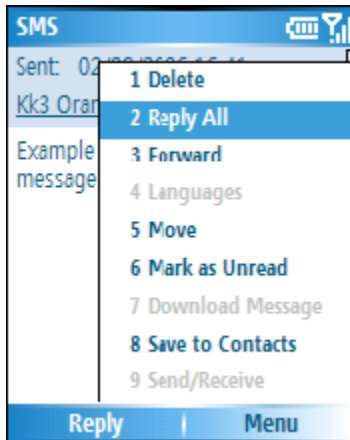 SMS
Sent: 02
1 Delete
Kk3 Oran
2 Reply All
Example
3 Forward
message
4 Languages
5 Move
6 Mark as Unread
7 Download Message
8 Save to Contacts
9 Send/Receive
Reply
Menu